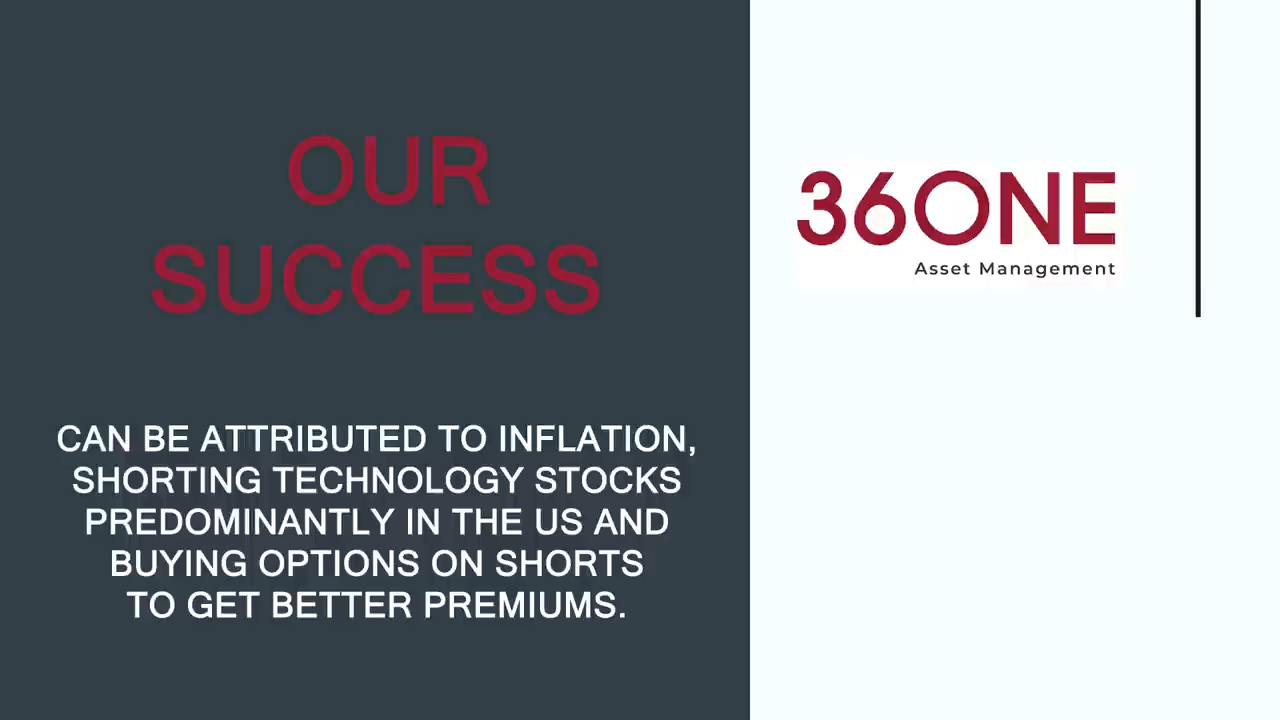 OUR
SUCCESS
CAN BE ATTRIBUTED TO INFLATION,
SHORTING TECHNOLOGY STOCKS
PREDOMINANTLY IN THE US AND
BUYING OPTIONS ON SHORTS
TO GET BETTER PREMIUMS.
36ONE
Asset Management